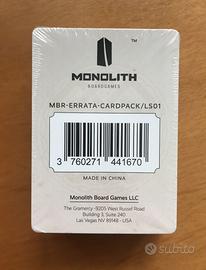 TM
MONOLITH
BOARDGAMES
MBR-ERRATA-CARDPACK/LS01
3 760271 441670
MADE IN CHINA
Monolith Board Games LLC
The Gramercy -9205 West Russel Road
Building 3, Suite 240
Las Vegas NV 89148 - USA
subito